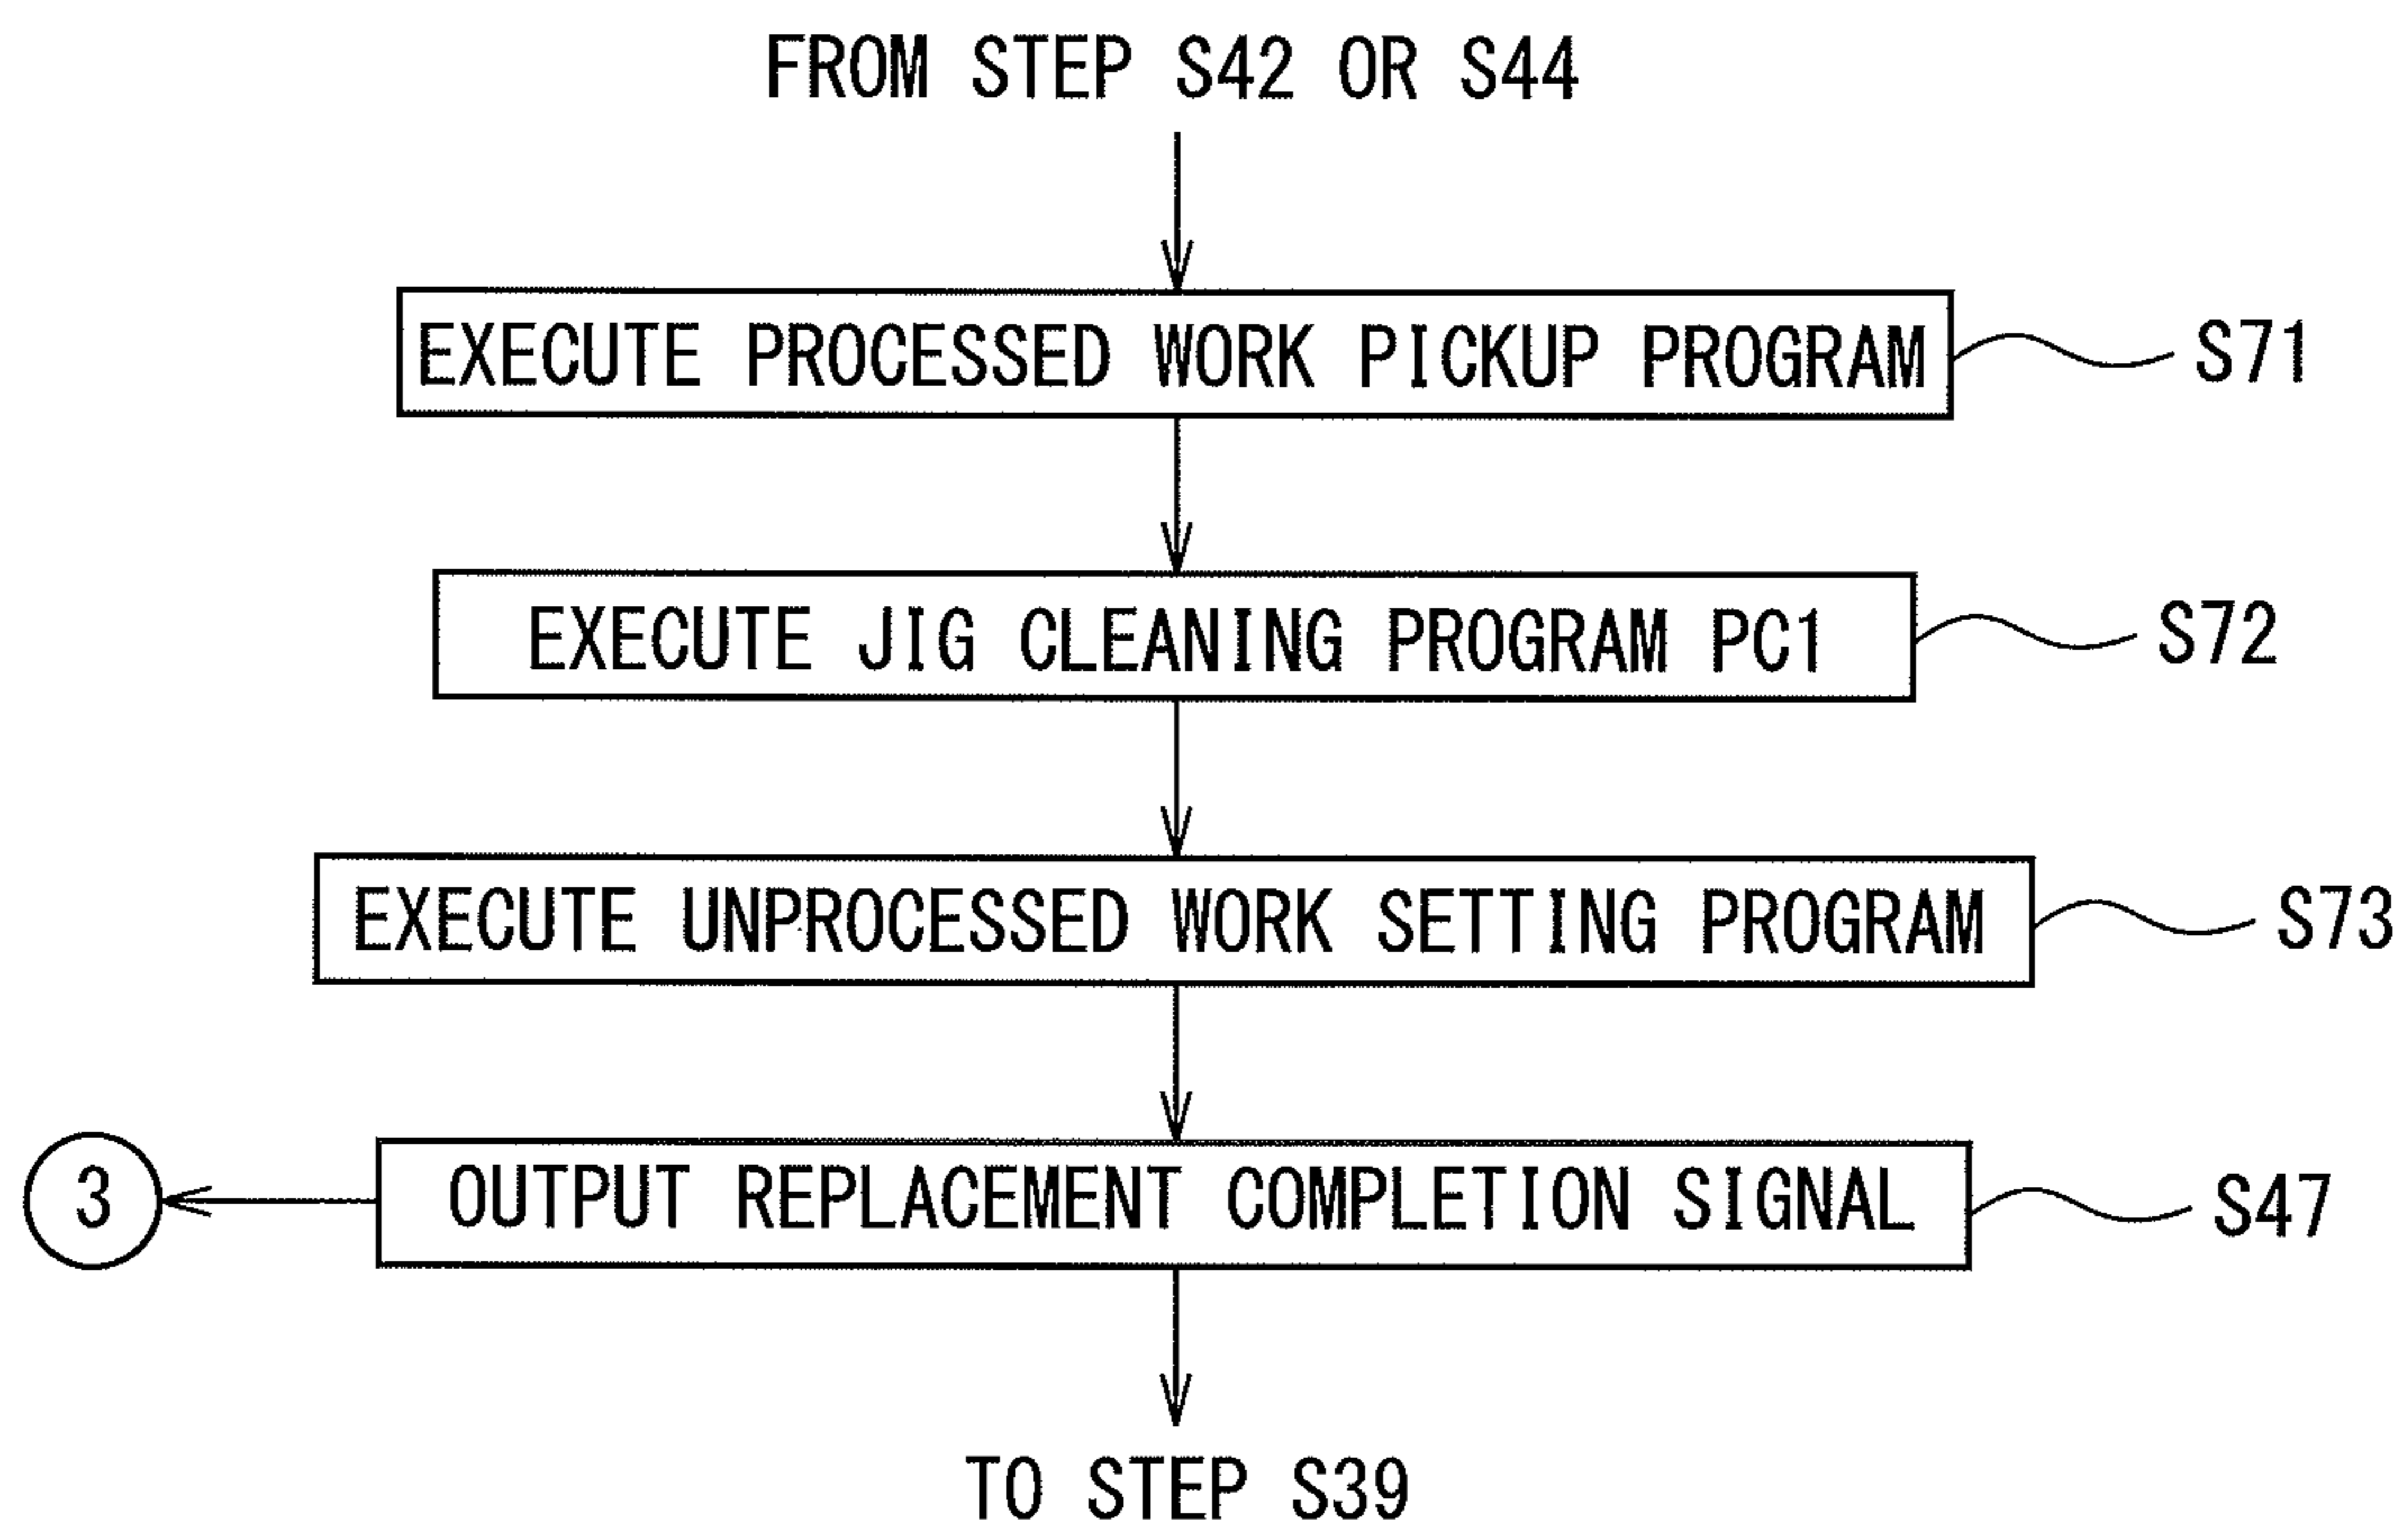 FROM STEP S42 OR S44
EXECUTE PROCESSED WORK PICKUP PROGRAM
S71
EXECUTE JIG CLEANING PROGRAM PC1
S72
EXECUTE UNPROCESSED WORK SETTING PROGRAM
S73
3
OUTPUT REPLACEMENT COMPLETION SIGNAL
S47
TO STEP S39